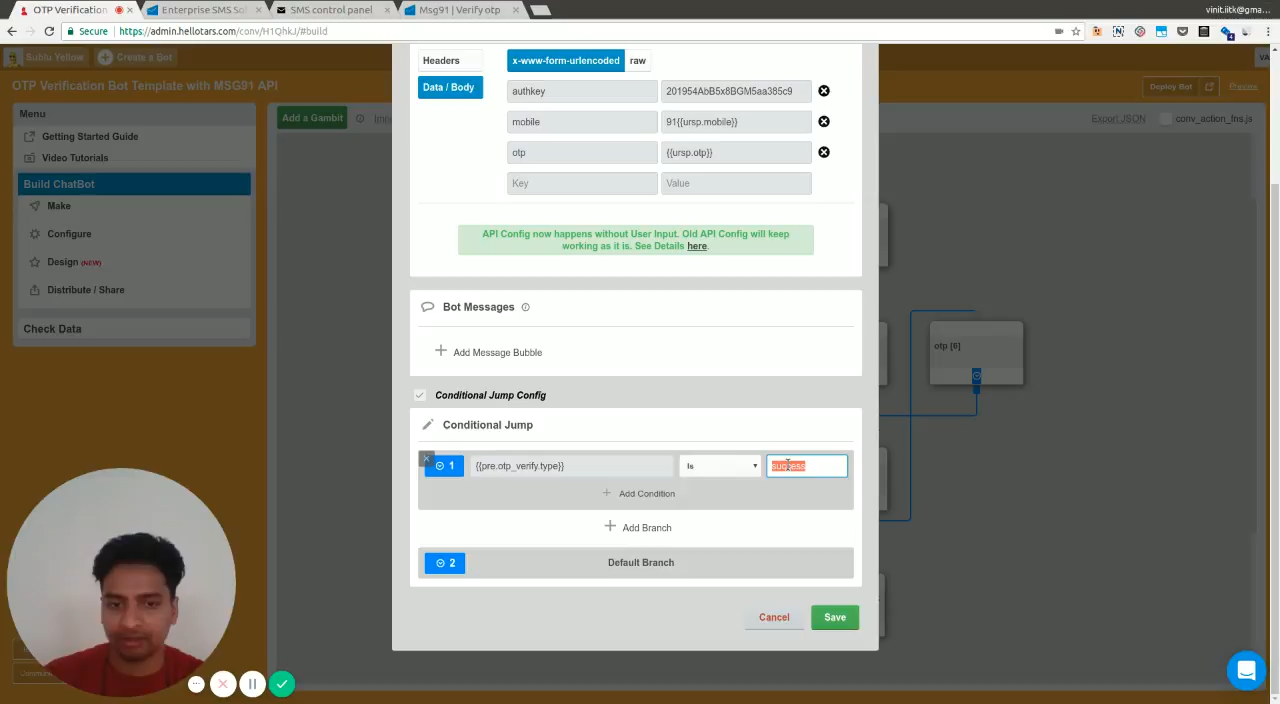 OTP Verification
Enterprise SMS Sol
SMS control panel
Msg91 | Verify otp
vinit.iitk@gma...
Secure
https://admin.hellotars.com/conv/H1QhkJ/#build
Sublu Yellow
Create a Bot
OTP Verification Bot Template with MSG91 API
Deploy Bot
Preview
Menu
Getting Started Guide
Video Tutorials
Build ChatBot
Make
Configure
Design (NEW)
Distribute / Share
Check Data
Add a Gambit
Export JSON
conv_action_fns.js
otp [6]
Headers
x-www-form-urlencoded
raw
Data / Body
authkey
201954AbB5x8BGM5aa385c9
mobile
91{{ursp.mobile}}
otp
{{ursp.otp}}
Key
Value
API Config now happens without User Input. Old API Config will keep
working as it is. See Details here.
Bot Messages
Add Message Bubble
Conditional Jump Config
Conditional Jump
1
{{pre.otp_verify.type}}
Is
success
Add Condition
Add Branch
2
Default Branch
Cancel
Save